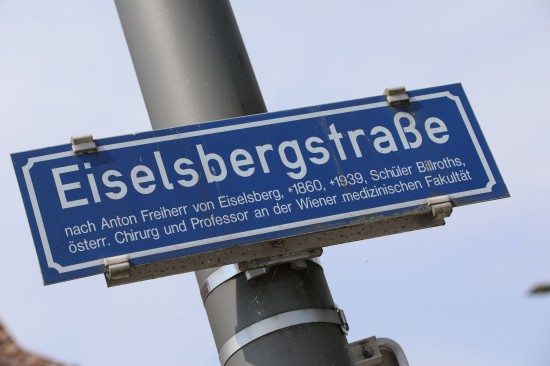 Eiselsbergstraße
nach Anton Freiherr von Eiselsberg, *1860, +1939, Schüler Billroths,
österr. Chirurg und Professor an der Wiener medizinischen Fakultät